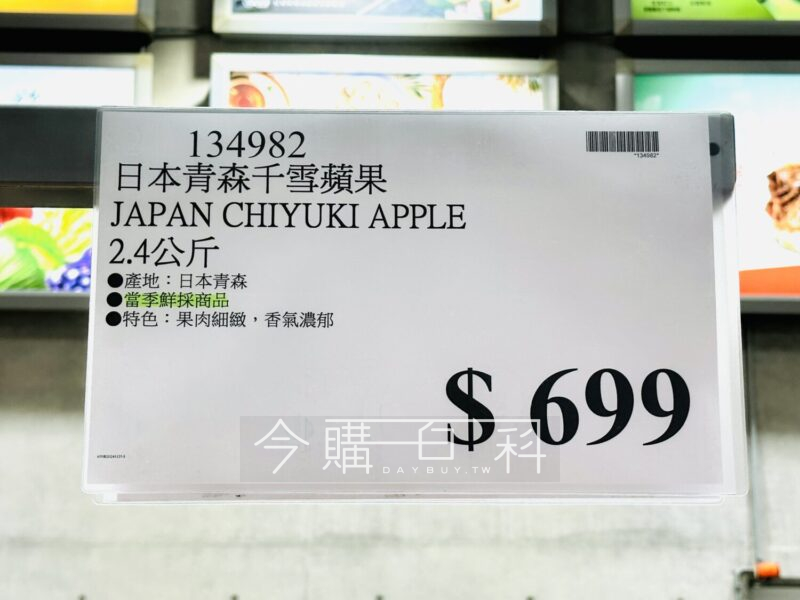 134982
"134982"
日本青森千雪蘋果
JAPAN CHIYUKI APPLE
2.4公斤
●產地：日本青森
●當季鮮採商品
●特色：果肉細緻，香氣濃郁
$ 699
今購百科
DAYBUY.TW